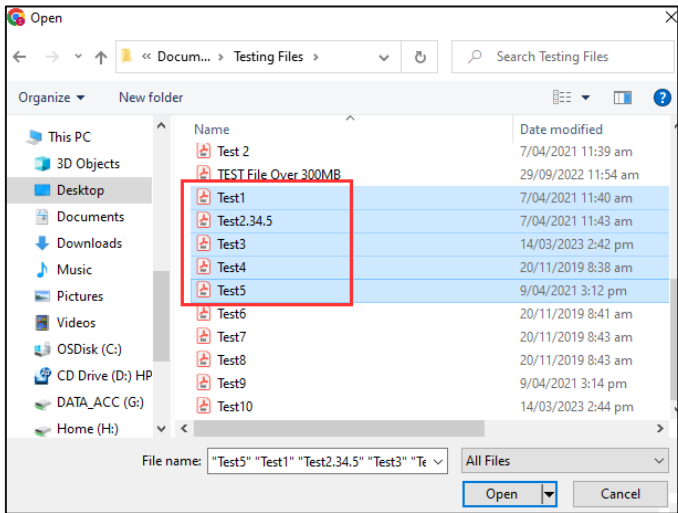 Open
« Docum... > Testing Files >
Search Testing Files
Organize
New folder
Name
Date modified
This PC
3D Objects
Desktop
Documents
Downloads
Music
Pictures
Videos
OSDisk (C:)
CD Drive (D:) HP
DATA_ACC (G:)
Home (H:)
Test 2 7/04/2021 11:39 am
TEST File Over 300MB 29/09/2022 11:54 am
Test1 7/04/2021 11:40 am
Test2.34.5 7/04/2021 11:43 am
Test3 14/03/2023 2:42 pm
Test4 20/11/2019 8:38 am
Test5 9/04/2021 3:12 pm
Test6 20/11/2019 8:41 am
Test7 20/11/2019 8:43 am
Test8 20/11/2019 8:43 am
Test9 9/04/2021 3:14 pm
Test10 14/03/2023 2:44 pm
File name: "Test5" "Test1" "Test2.34.5" "Test3" "Te
All Files
Open
Cancel